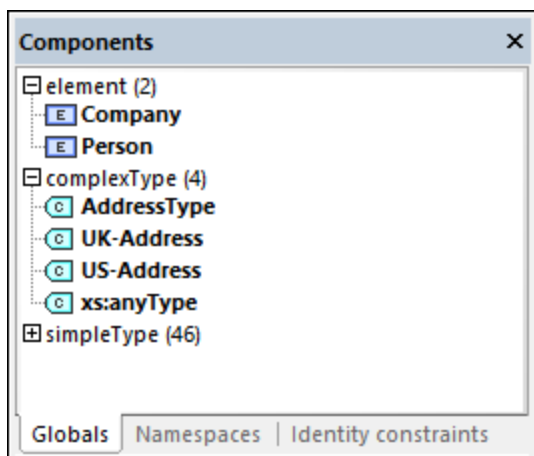 Components
element (2)
E Company
E Person
complexType (4)
C AddressType
C UK-Address
C US-Address
C xs:anyType
simpleType (46)
Globals Namespaces | Identity constraints